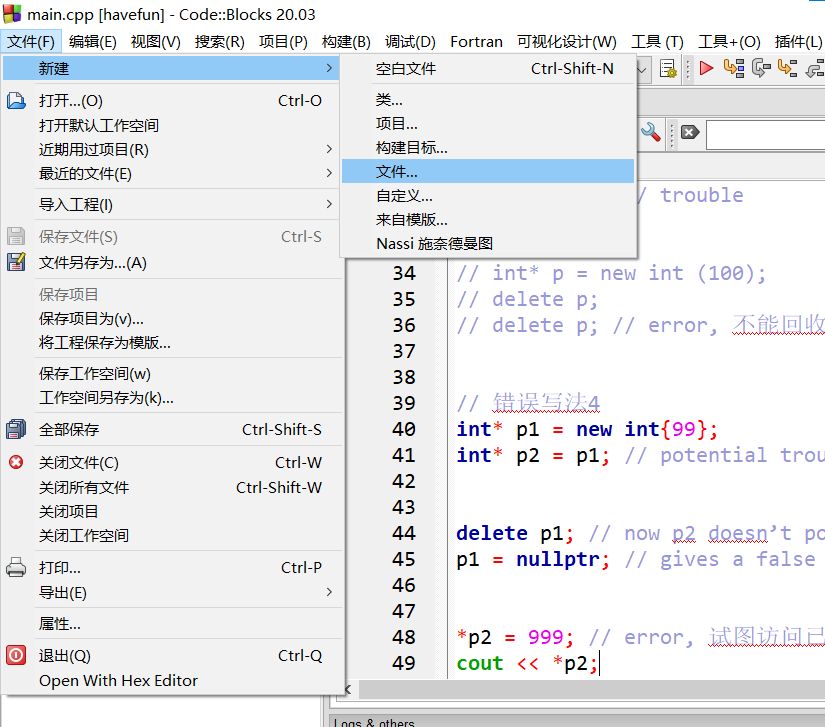 main.cpp [havefun] - Code::Blocks 20.03
文件(F) 编辑(E) 视图(V) 搜索(R) 项目(P) 构建(B) 调试(D) Fortran 可视化设计(W) 工具 (T) 工具+(O) 插件(L)
新建
空白文件 Ctrl-Shift-N
类...
项目...
构建目标...
文件...
自定义...
来自模版...
Nassi 施奈德曼图
打开...(O) Ctrl-O
打开默认工作空间
近期用过项目(R)
最近的文件(E)
导入工程(I)
保存文件(S) Ctrl-S
文件另存为...(A)
保存项目
保存项目为(v)...
将工程保存为模版...
保存工作空间(w)
工作空间另存为(k)...
全部保存 Ctrl-Shift-S
关闭文件(C) Ctrl-W
关闭所有文件 Ctrl-Shift-W
关闭项目
关闭工作空间
打印... Ctrl-P
导出(E)
属性...
退出(Q) Ctrl-Q
Open With Hex Editor
/ trouble
34 // int* p = new int (100);
35 // delete p;
36 // delete p; // error, 不能回收
37
38
39 // 错误写法4
40 int* p1 = new int{99};
41 int* p2 = p1; // potential trou
42
43
44 delete p1; // now p2 doesn’t po
45 p1 = nullptr; // gives a false
46
47
48 *p2 = 999; // error, 试图访问已
49 cout << *p2;
Logs & others